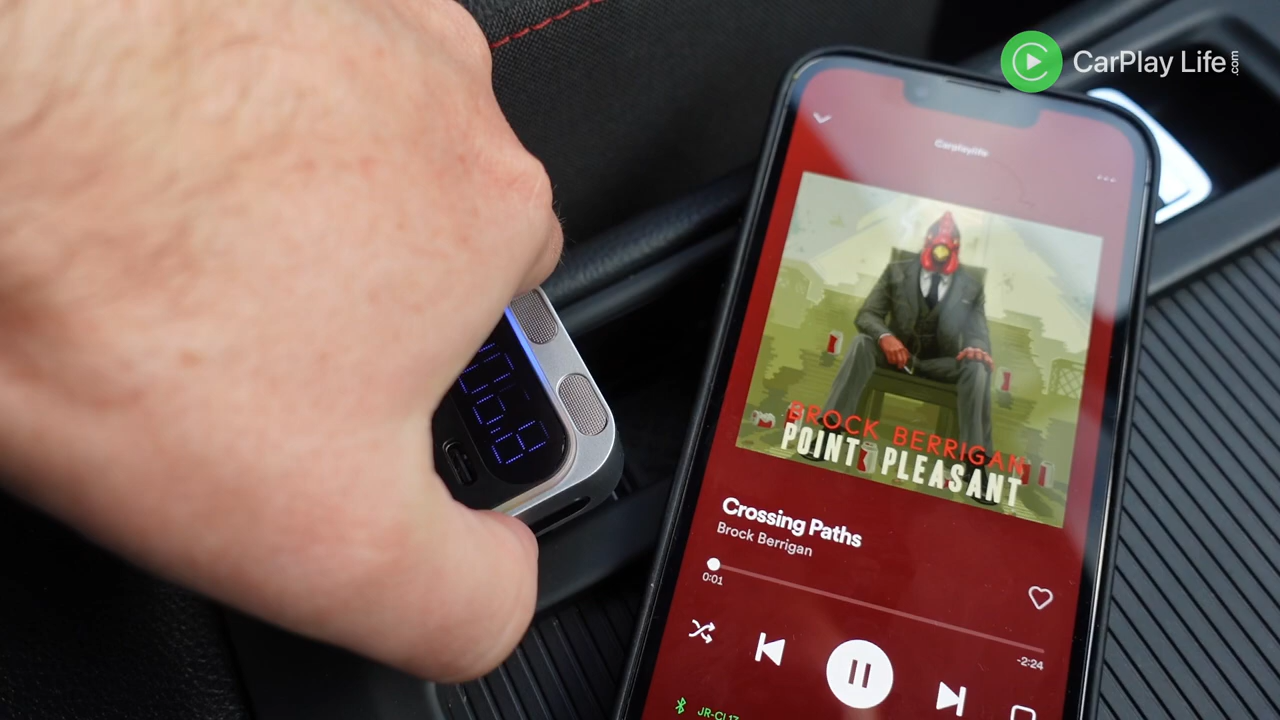 CarPlay Life.com
Carplaylife
BROCK BERRIGAN
POINT PLEASANT
Crossing Paths
Brock Berrigan
0:01
-2:24